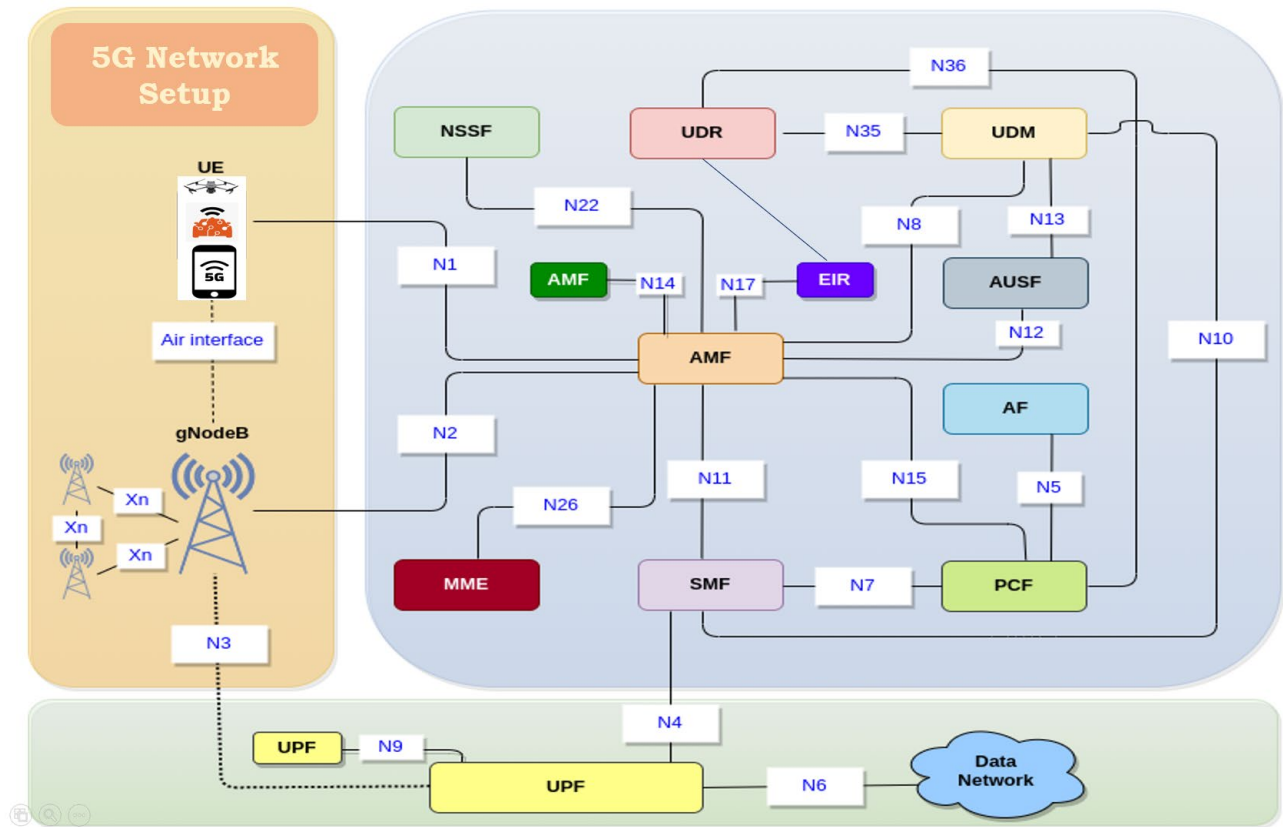 5G Network
Setup
N36
NSSF
UDR
N35
UDM
UE
N22
N8
N13
5G
N1
AMF
N14
N17
EIR
AUSF
Air interface
N12
N10
AMF
AF
gNodeB
N2
Xn
N11
N15
N5
N26
Xn
Xn
MME
SMF
N7
PCF
N3
N4
UPF
N9
UPF
N6
Data
Network